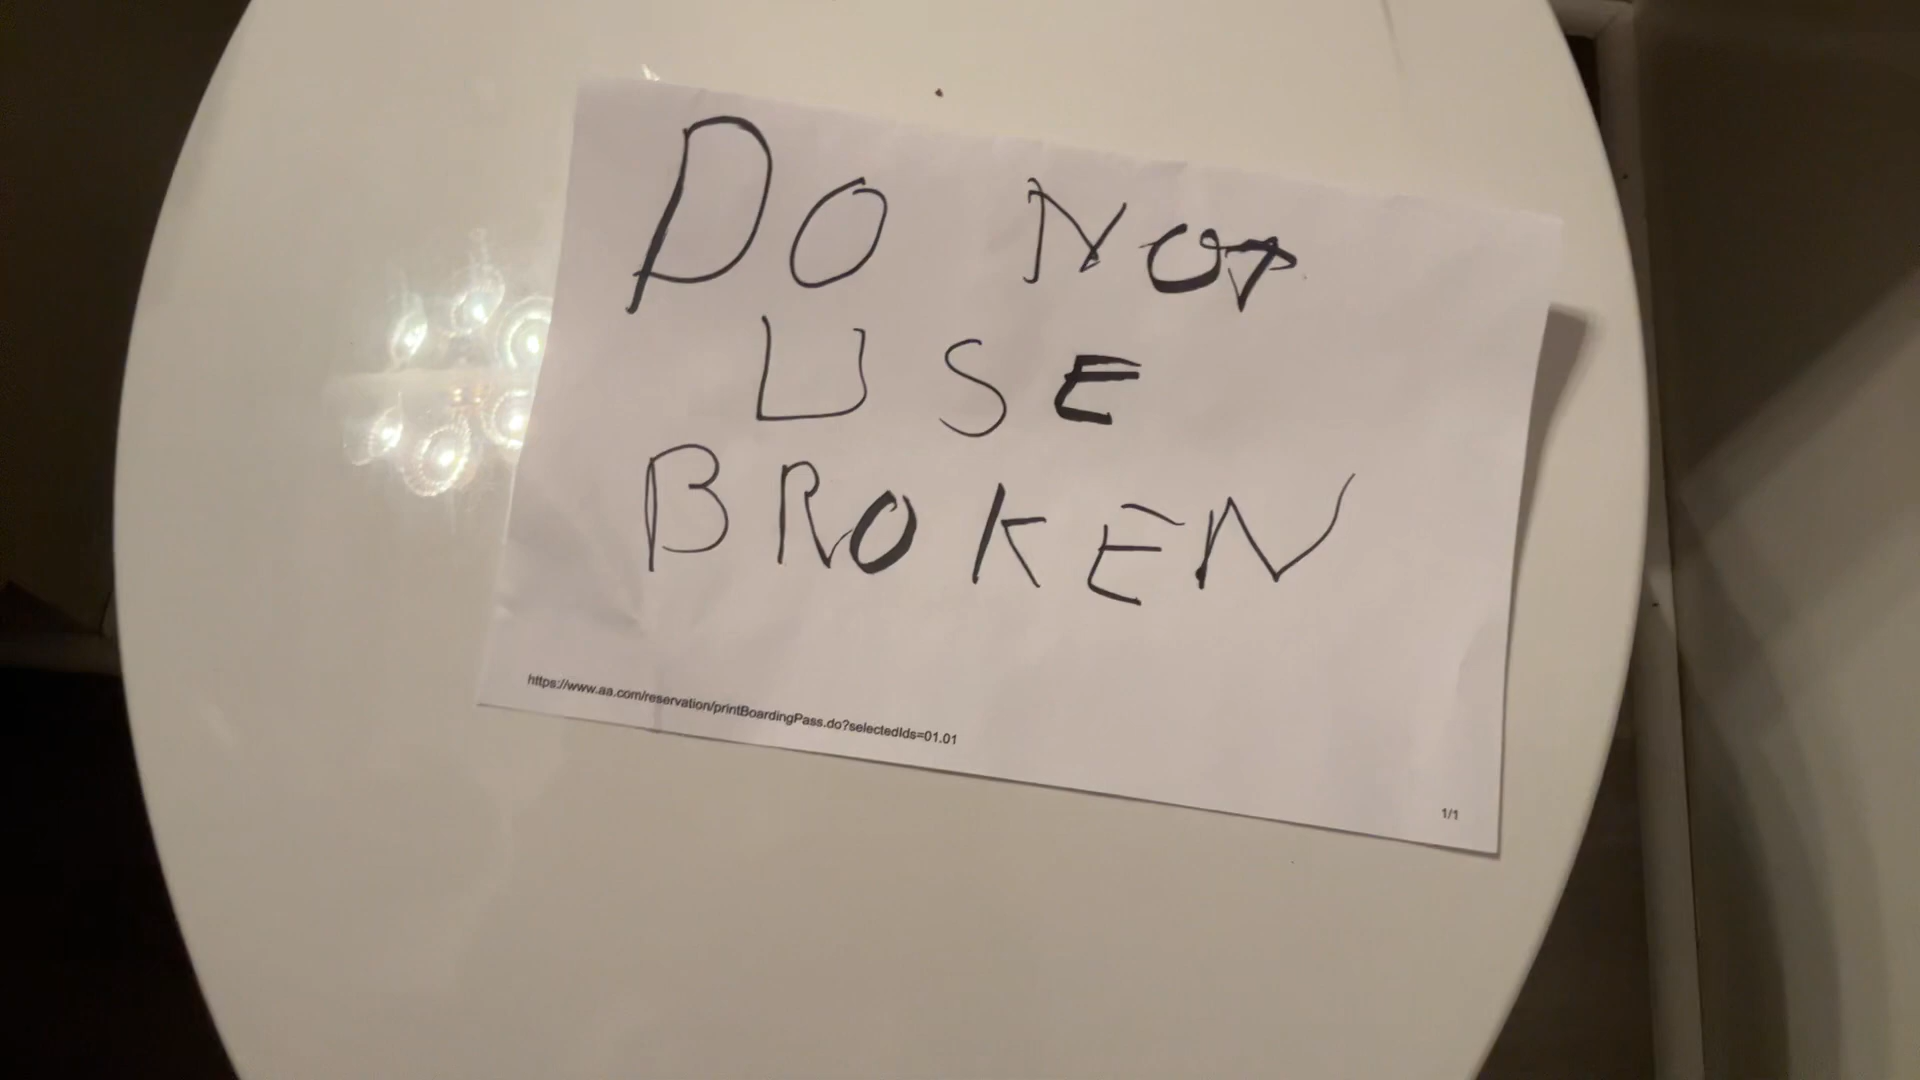 DO NOT
USE
BROKEN
https://www.aa.com/reservation/printBoardingPass.do?selectedIds=01.01
1/1